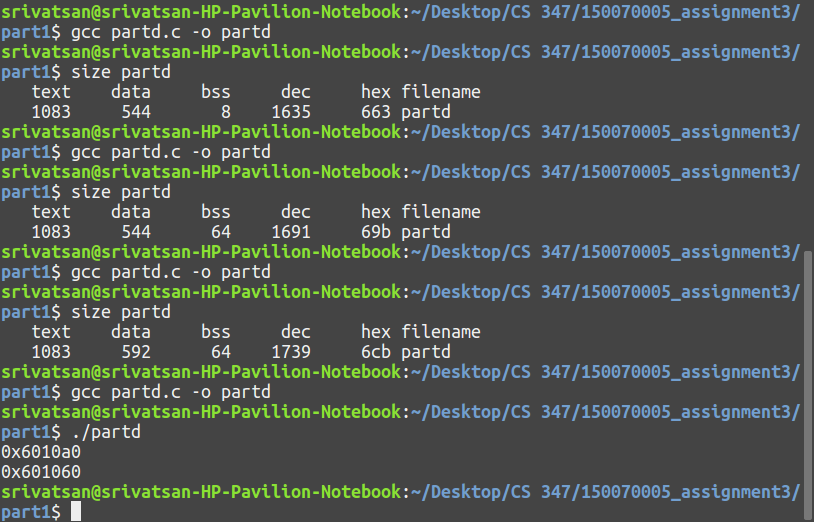 srivatsan@srivatsan-HP-Pavilion-Notebook:~/Desktop/CS 347/150070005_assignment3/
part1$ gcc partd.c -o partd
srivatsan@srivatsan-HP-Pavilion-Notebook:~/Desktop/CS 347/150070005_assignment3/
part1$ size partd
   text    data     bss     dec     hex filename
   1083     544       8    1635     663 partd
srivatsan@srivatsan-HP-Pavilion-Notebook:~/Desktop/CS 347/150070005_assignment3/
part1$ gcc partd.c -o partd
srivatsan@srivatsan-HP-Pavilion-Notebook:~/Desktop/CS 347/150070005_assignment3/
part1$ size partd
   text    data     bss     dec     hex filename
   1083     544      64    1691     69b partd
srivatsan@srivatsan-HP-Pavilion-Notebook:~/Desktop/CS 347/150070005_assignment3/
part1$ gcc partd.c -o partd
srivatsan@srivatsan-HP-Pavilion-Notebook:~/Desktop/CS 347/150070005_assignment3/
part1$ size partd
   text    data     bss     dec     hex filename
   1083     592      64    1739     6cb partd
srivatsan@srivatsan-HP-Pavilion-Notebook:~/Desktop/CS 347/150070005_assignment3/
part1$ gcc partd.c -o partd
srivatsan@srivatsan-HP-Pavilion-Notebook:~/Desktop/CS 347/150070005_assignment3/
part1$ ./partd
0x6010a0
0x601060
srivatsan@srivatsan-HP-Pavilion-Notebook:~/Desktop/CS 347/150070005_assignment3/
part1$